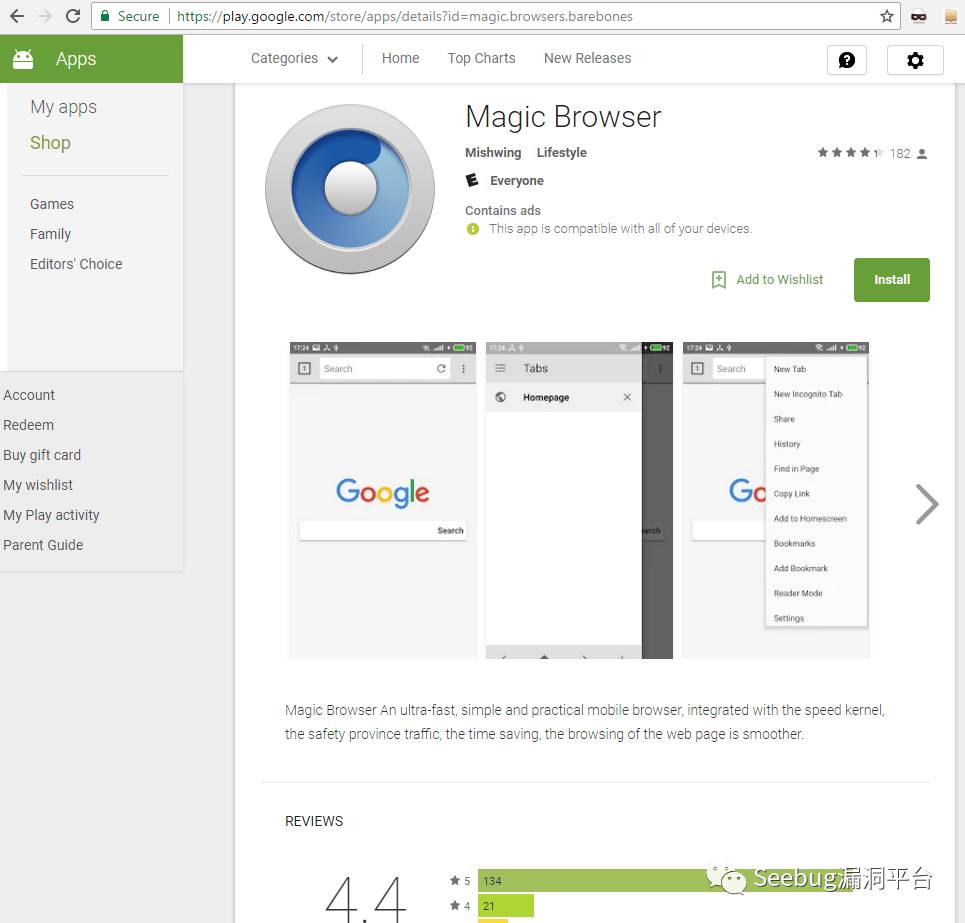 Secure https://play.google.com/store/apps/details?id=magic.browsers.barebones
Apps
Categories Home Top Charts New Releases
My apps
Shop
Games
Family
Editors' Choice
Account
Redeem
Buy gift card
My wishlist
My Play activity
Parent Guide
Magic Browser
Mishwing Lifestyle
182
E Everyone
Contains ads
This app is compatible with all of your devices.
Add to Wishlist
Install
17:24 92
1 Search
Google
Search
17:24 92
Tabs
Homepage
17:24 92
1 Search
New Tab
New Incognito Tab
Share
History
Find in Page
Copy Link
Add to Homescreen
Bookmarks
Add Bookmark
Reader Mode
Settings
Magic Browser An ultra-fast, simple and practical mobile browser, integrated with the speed kernel,
the safety province traffic, the time saving, the browsing of the web page is smoother.
REVIEWS
4.4
5 134
4 21
Seebug漏洞平台